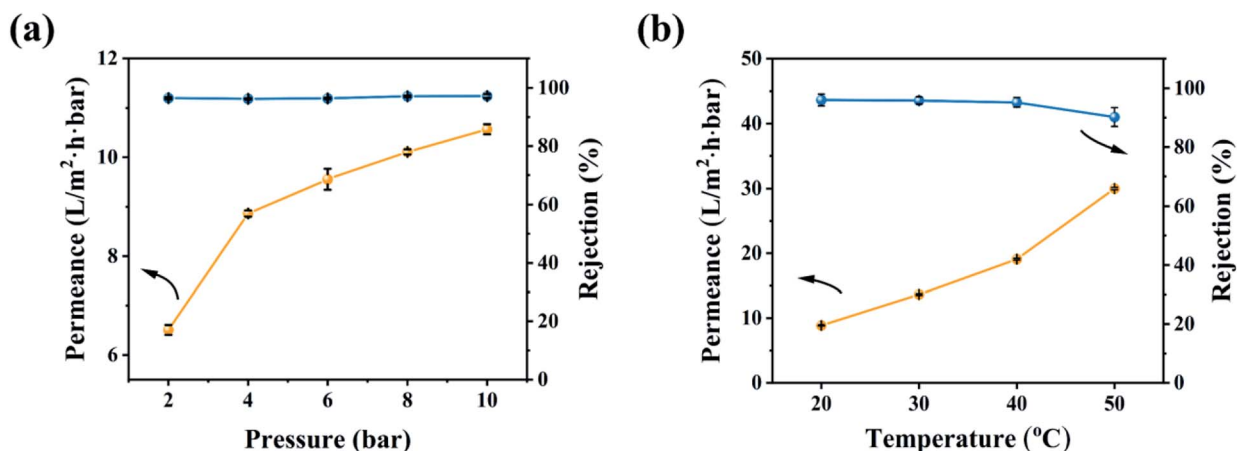 (a)
Permeance (L/m²·h·bar)
12
10
8
6
100
80
60
40
20
0
Rejection (%)
2 4 6 8 10
Pressure (bar)
(b)
Permeance (L/m²·h·bar)
50
40
30
20
10
0
100
80
60
40
20
0
Rejection (%)
20 30 40 50
Temperature (°C)